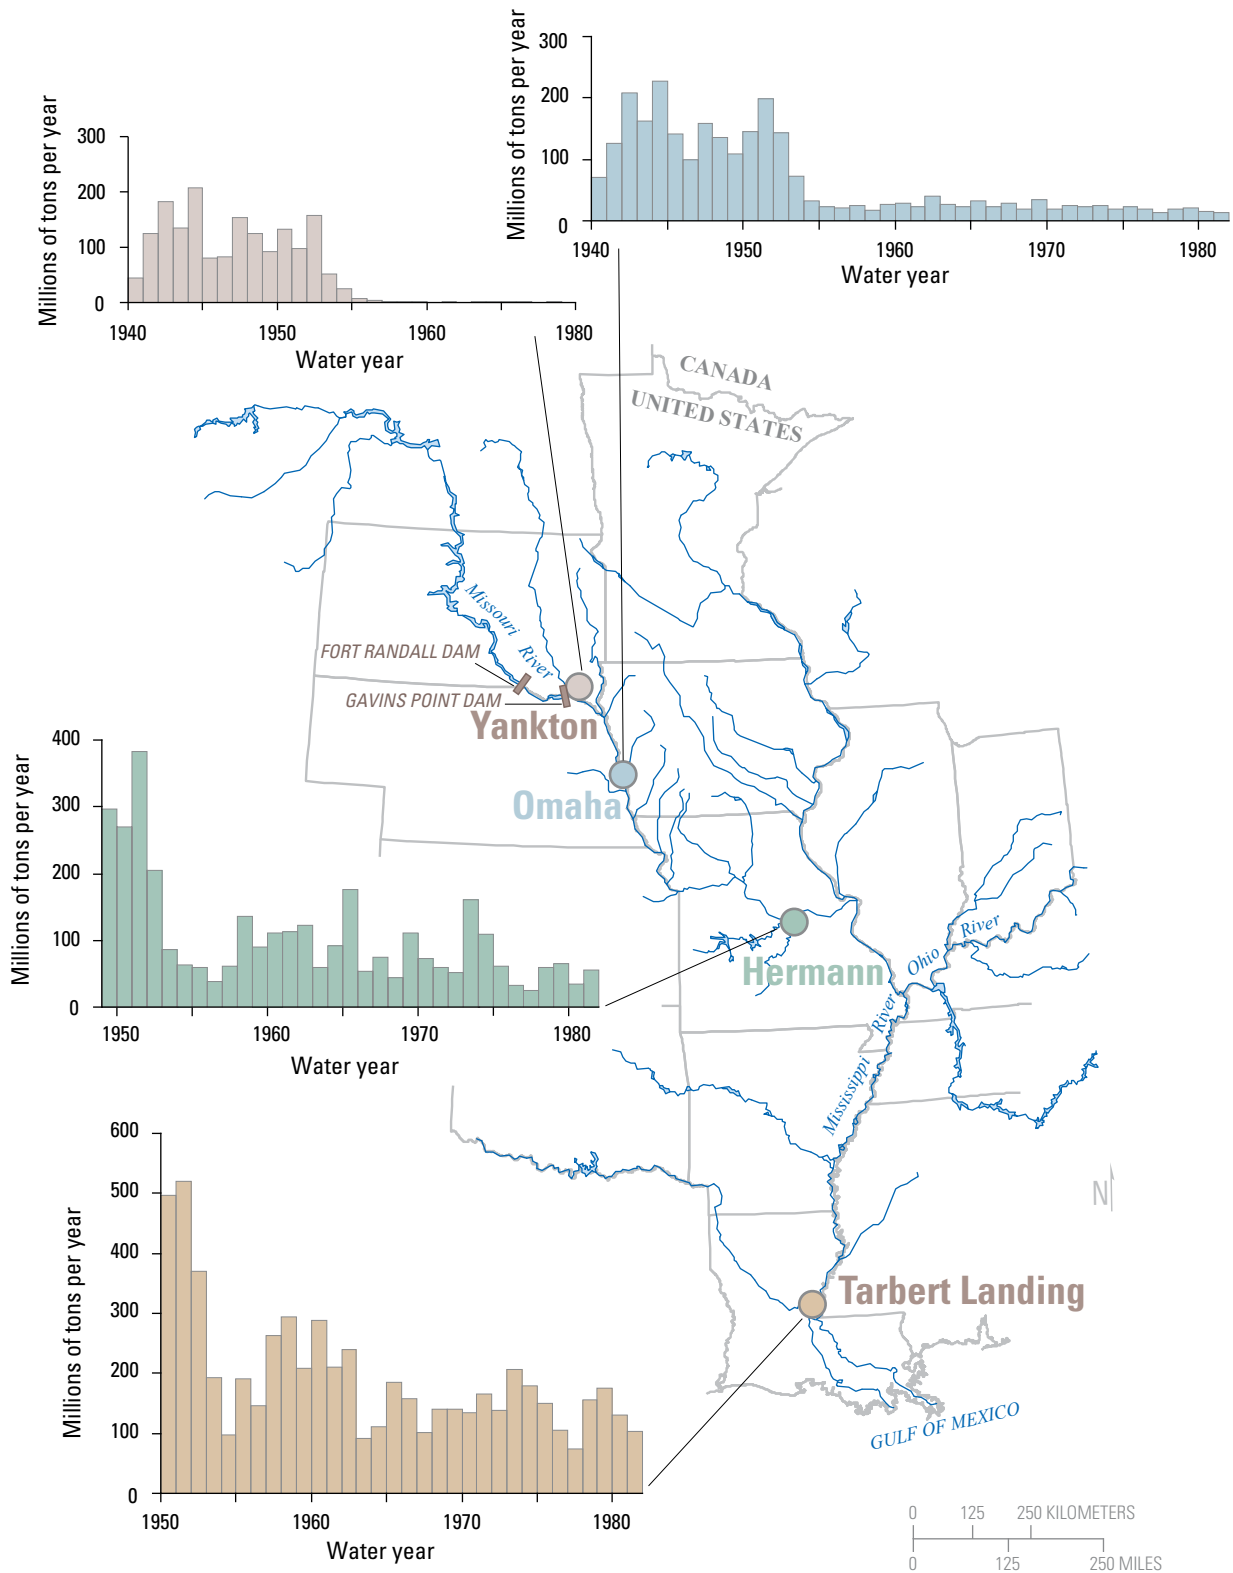 300
200
100
0
Millions of tons per year
1940
1950
1960
1970
1980
Water year
300
200
100
0
Millions of tons per year
1940
1950
1960
1980
Water year
CANADA
UNITED STATES
Missouri River
FORT RANDALL DAM
GAVINS POINT DAM
Yankton
Omaha
400
300
200
100
0
Millions of tons per year
1950
1960
1970
1980
Water year
Hermann
Ohio River
Mississippi River
600
500
400
300
200
100
0
Millions of tons per year
1950
1960
1970
1980
Water year
N
Tarbert Landing
GULF OF MEXICO
0 125 250 KILOMETERS
0 125 250 MILES